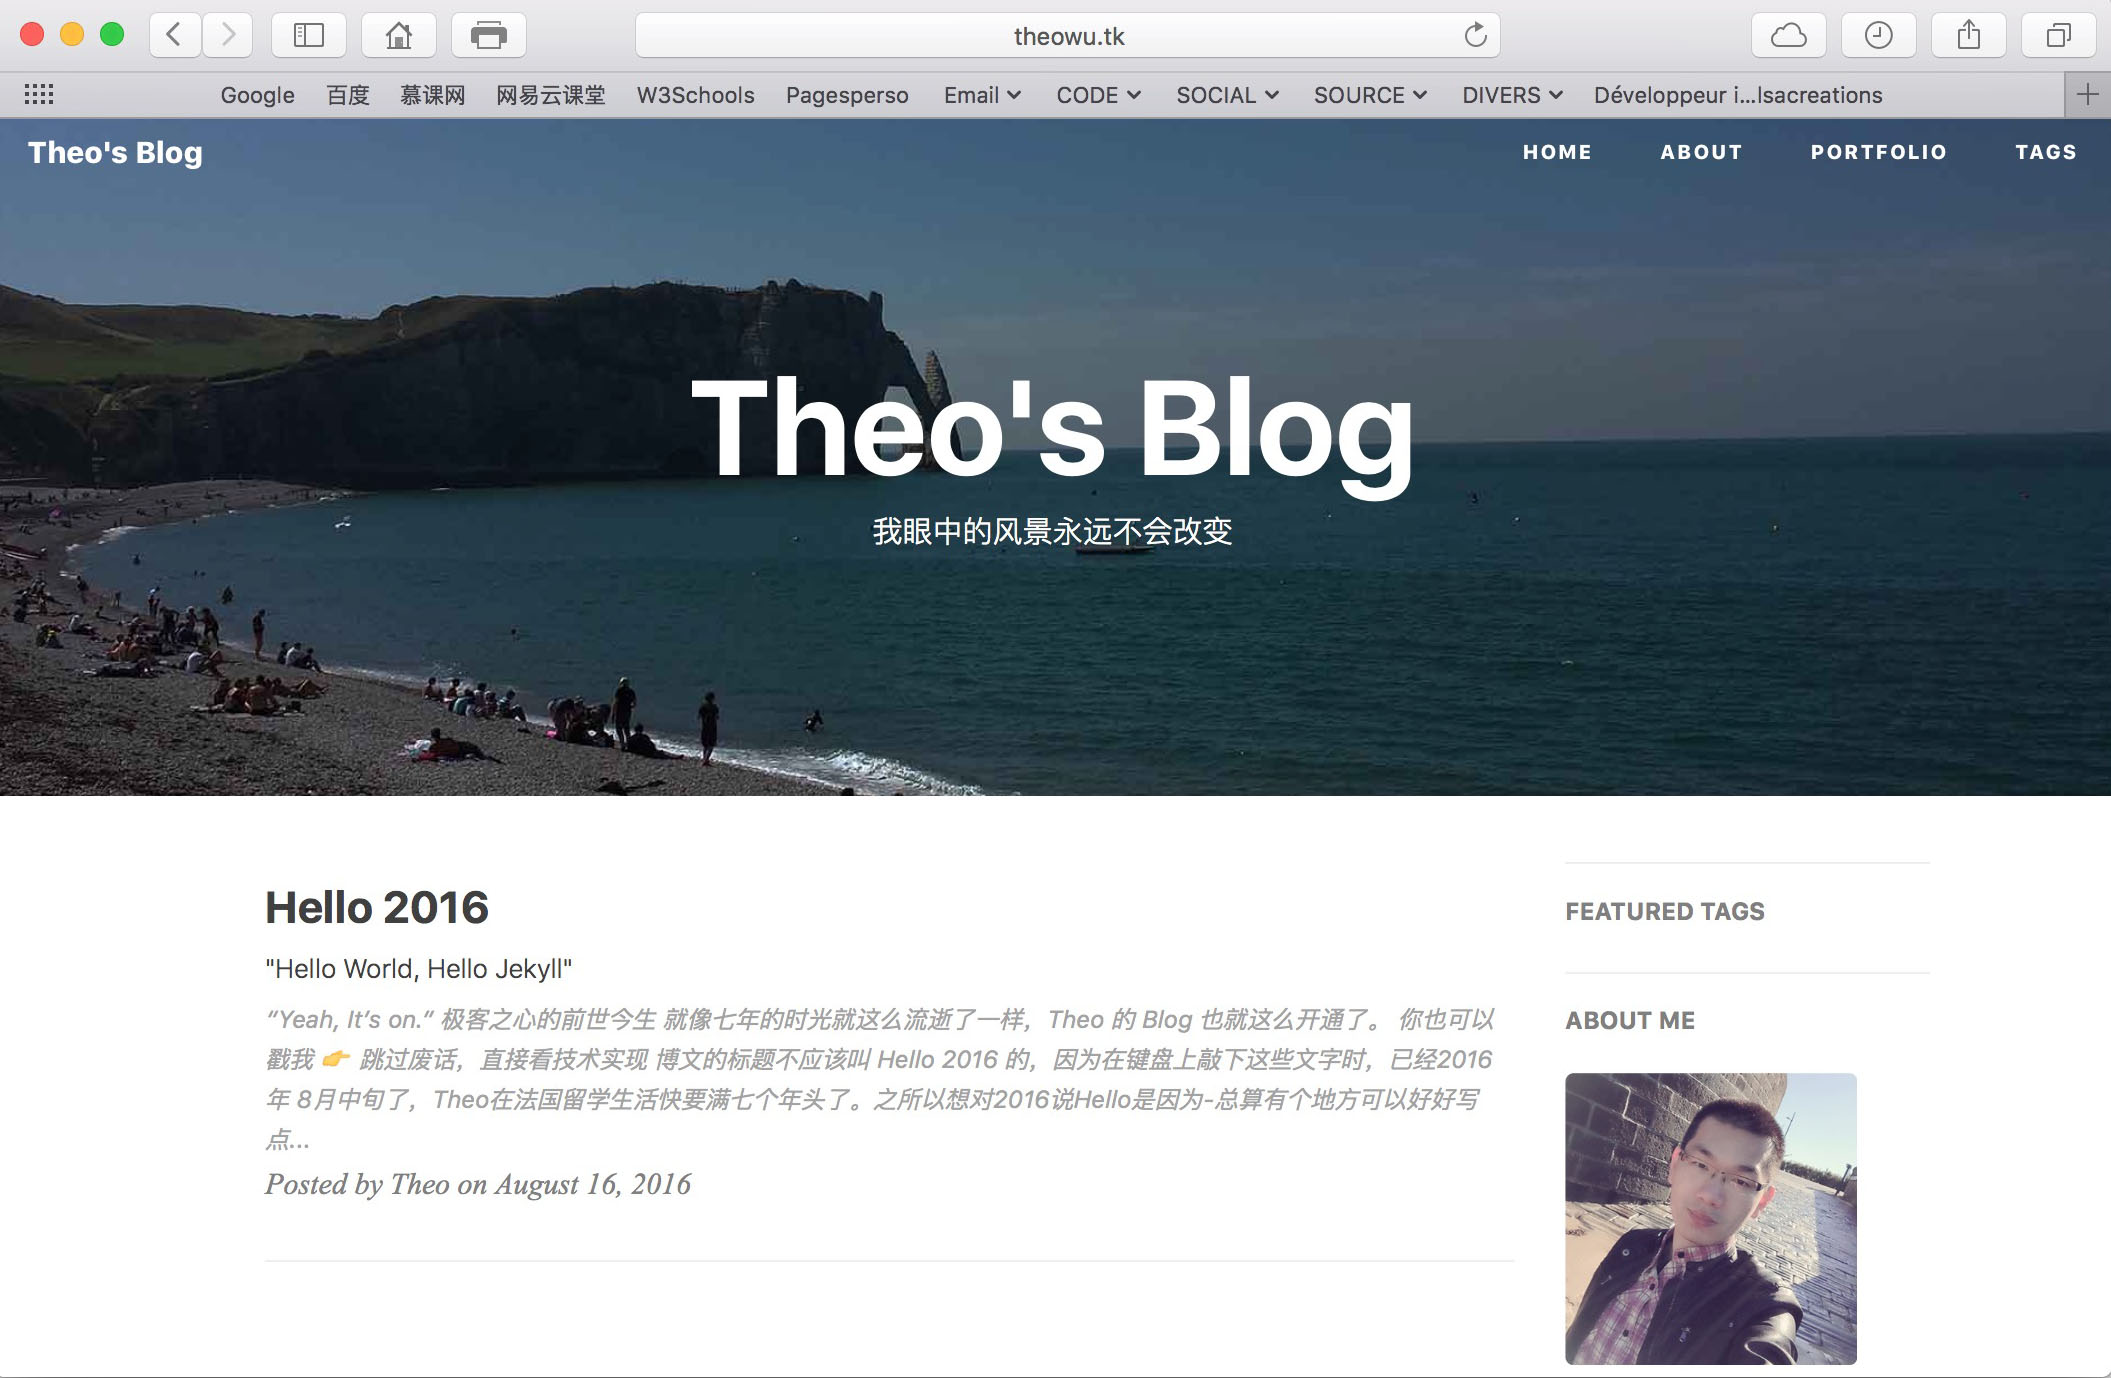 theowu.tk
Google 百度 慕课网 网易云课堂 W3Schools Pagesperso Email CODE SOCIAL SOURCE DIVERS Développeur i...lsacreations
Theo's Blog HOME ABOUT PORTFOLIO TAGS
Theo's Blog
我眼中的风景永远不会改变
Hello 2016
"Hello World, Hello Jekyll"
“Yeah, It’s on.” 极客之心的前世今生 就像七年的时光就这么流逝了一样，Theo 的 Blog 也就这么开通了。 你也可以
戳我 👉 跳过废话，直接看技术实现 博文的标题不应该叫 Hello 2016 的，因为在键盘上敲下这些文字时，已经2016
年 8月中旬了，Theo在法国留学生活快要满七个年头了。之所以想对2016说Hello是因为-总算有个地方可以好好写
点...
Posted by Theo on August 16, 2016
FEATURED TAGS
ABOUT ME